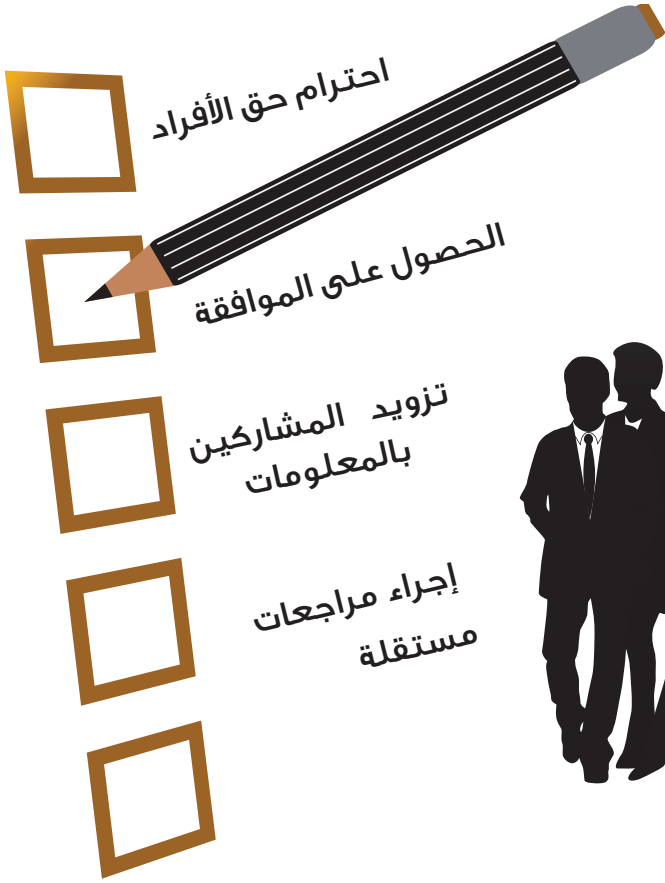 احترام حق الأفراد
الحصول على الموافقة
تزويد المشاركين
بالمعلومات
إجراء مراجعات
مستقلة